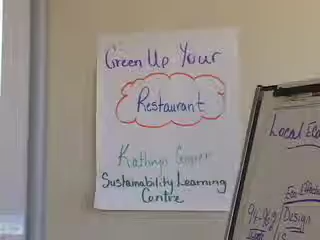 Green Up Your
Restaurant
Kathryn Cooper
Sustainability Learning
Centre
Local
Design